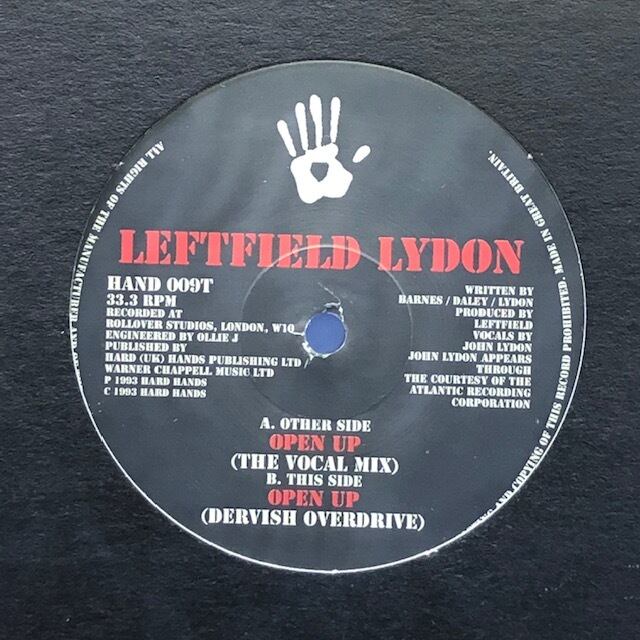 LEFTFIELD LYDON
HAND 009T
33.3 RPM
RECORDED AT
ROLLOVER STUDIOS, LONDON, W10
ENGINEERED BY OLLIE J
PUBLISHED BY
HARD (UK) HANDS PUBLISHING LTD
WARNER CHAPPELL MUSIC LTD
P 1993 HARD HANDS
C 1993 HARD HANDS
WRITTEN BY
BARNES / DALEY / LYDON
PRODUCED BY
LEFTFIELD
VOCALS BY
JOHN LYDON
JOHN LYDON APPEARS
THROUGH
THE COURTESY OF THE
ATLANTIC RECORDING
CORPORATION
A. OTHER SIDE
OPEN UP
(THE VOCAL MIX)
B. THIS SIDE
OPEN UP
(DERVISH OVERDRIVE)
ALL RIGHTS OF THE MANUFACTURER AND
AND COPYING OF THIS RECORD PROHIBITED. MADE IN GREAT BRITAIN.